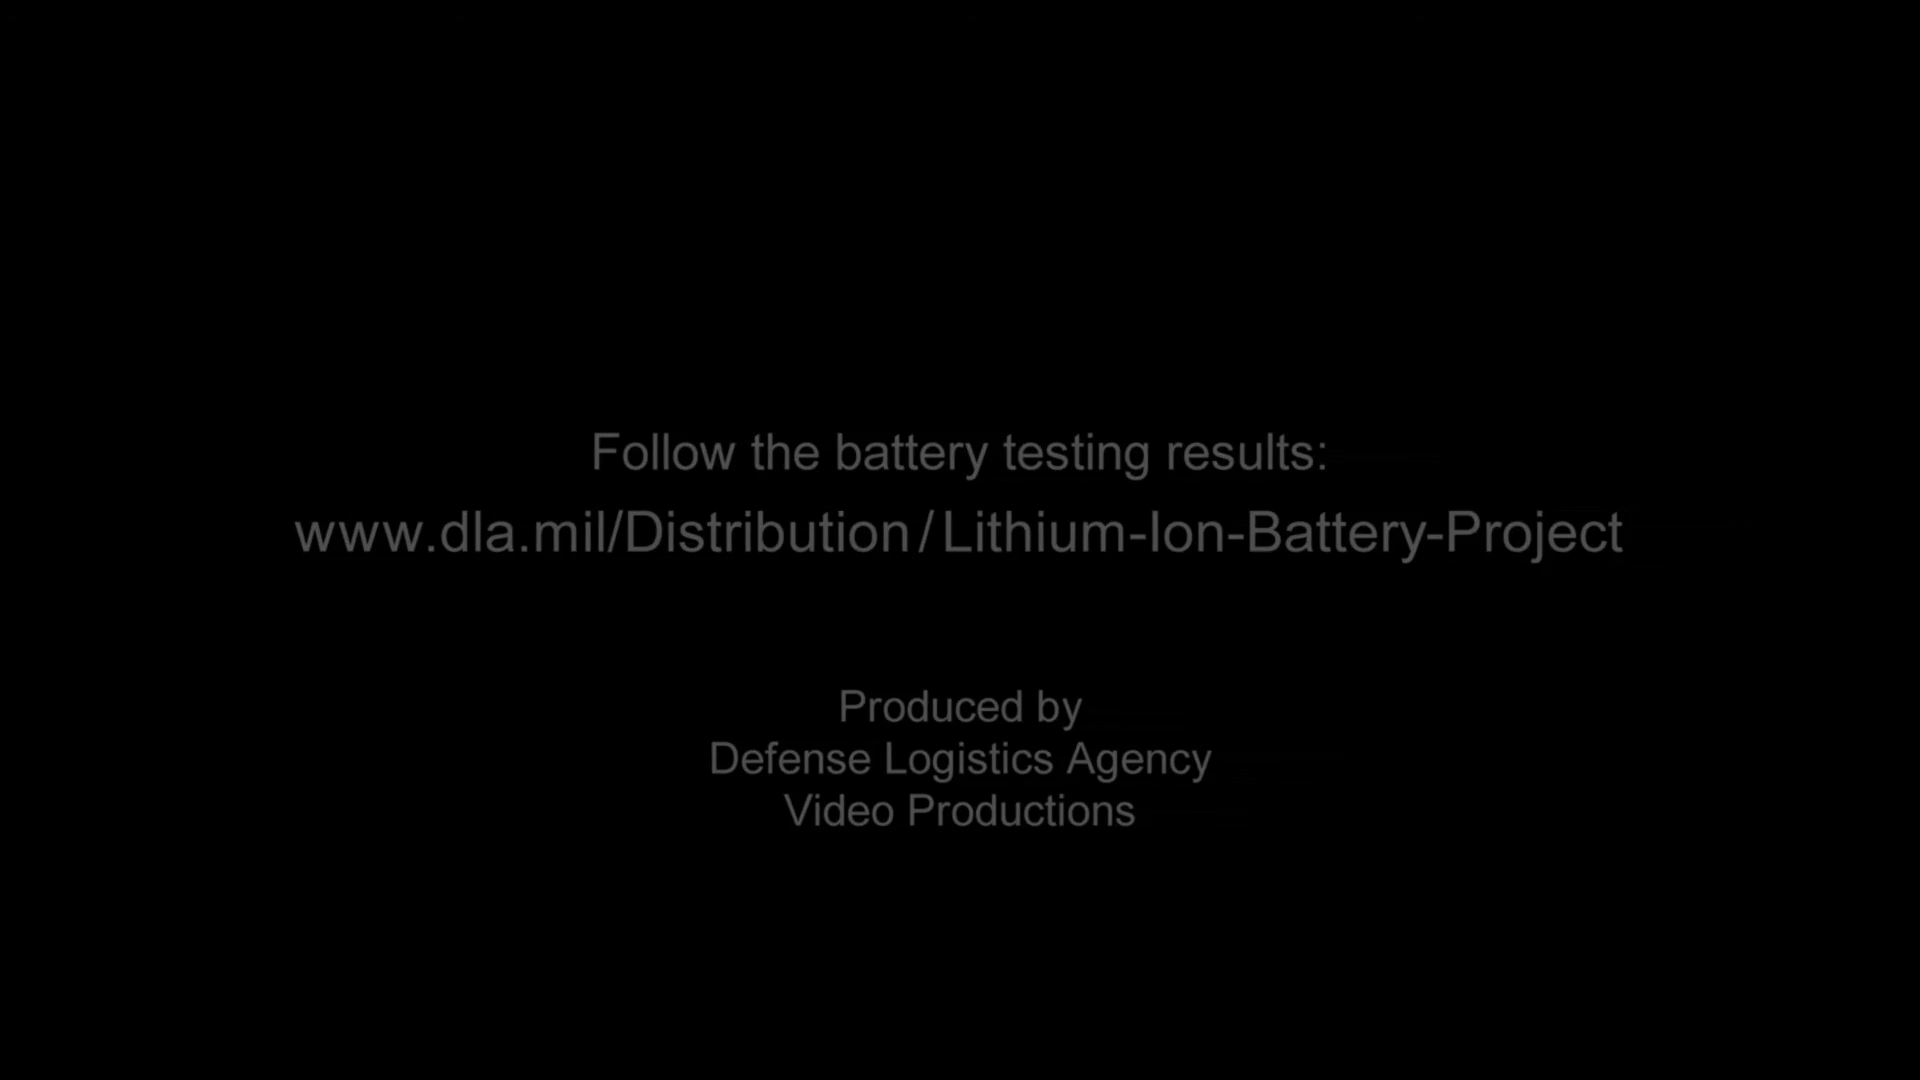 Follow the battery testing results:
www.dla.mil/Distribution/Lithium-Ion-Battery-Project
Produced by
Defense Logistics Agency
Video Productions